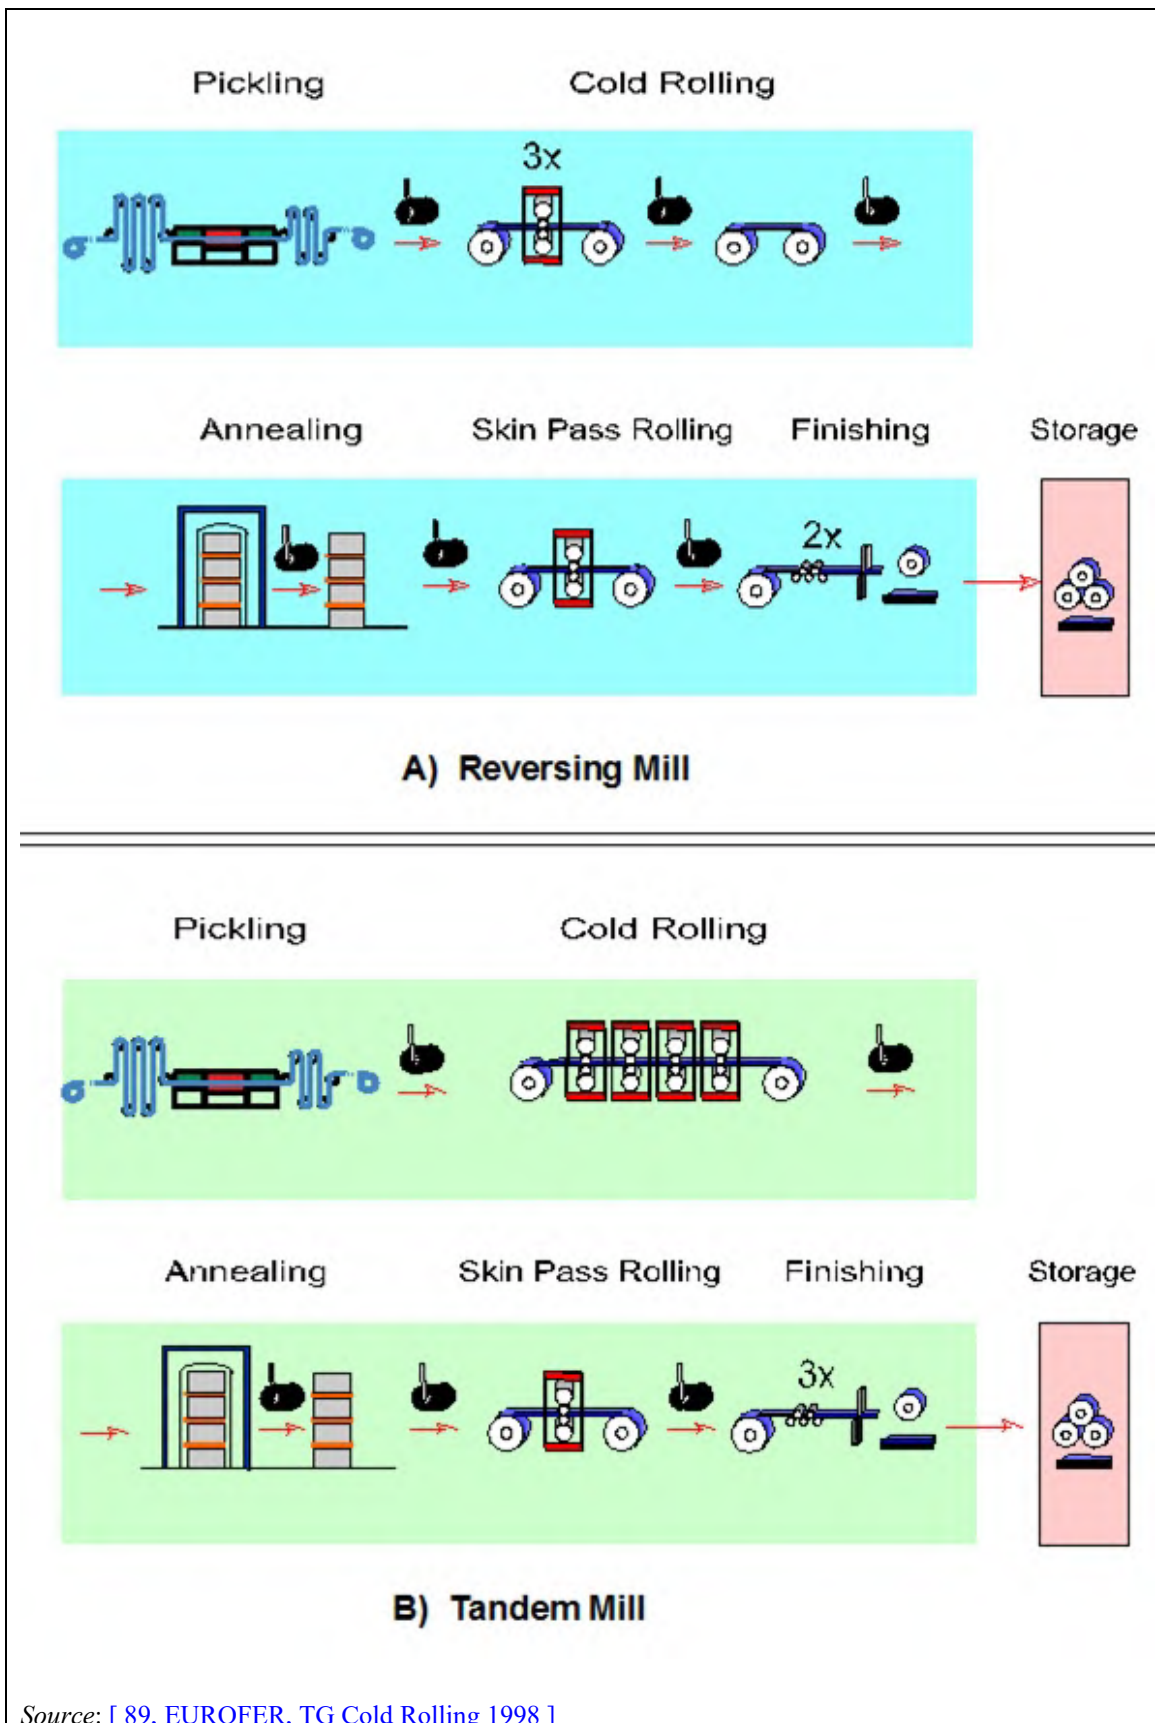 Pickling Cold Rolling
3x
Annealing Skin Pass Rolling Finishing Storage
2x
A) Reversing Mill
Pickling Cold Rolling
Annealing Skin Pass Rolling Finishing Storage
3x
B) Tandem Mill
Source: [ 89, EUROFER, TG Cold Rolling 1998 ]